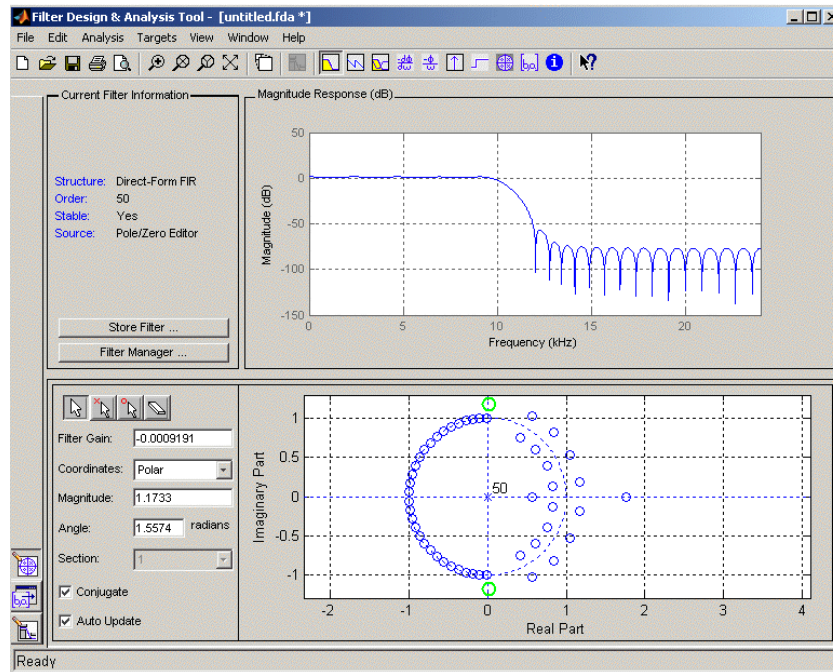 Filter Design & Analysis Tool - [untitled.fda *]
File Edit Analysis Targets View Window Help
Current Filter Information
Structure: Direct-Form FIR
Order: 50
Stable: Yes
Source: Pole/Zero Editor
Store Filter ...
Filter Manager ...
Magnitude Response (dB)
50
0
-50
-100
-150
Magnitude (dB)
0 5 10 15 20
Frequency (kHz)
Filter Gain: -0.0009191
Coordinates: Polar
Magnitude: 1.1733
Angle: 1.5574 radians
Section: 1
Conjugate
Auto Update
1
0.5
0
-0.5
-1
Imaginary Part
50
-2 -1 0 1 2 3 4
Real Part
Ready